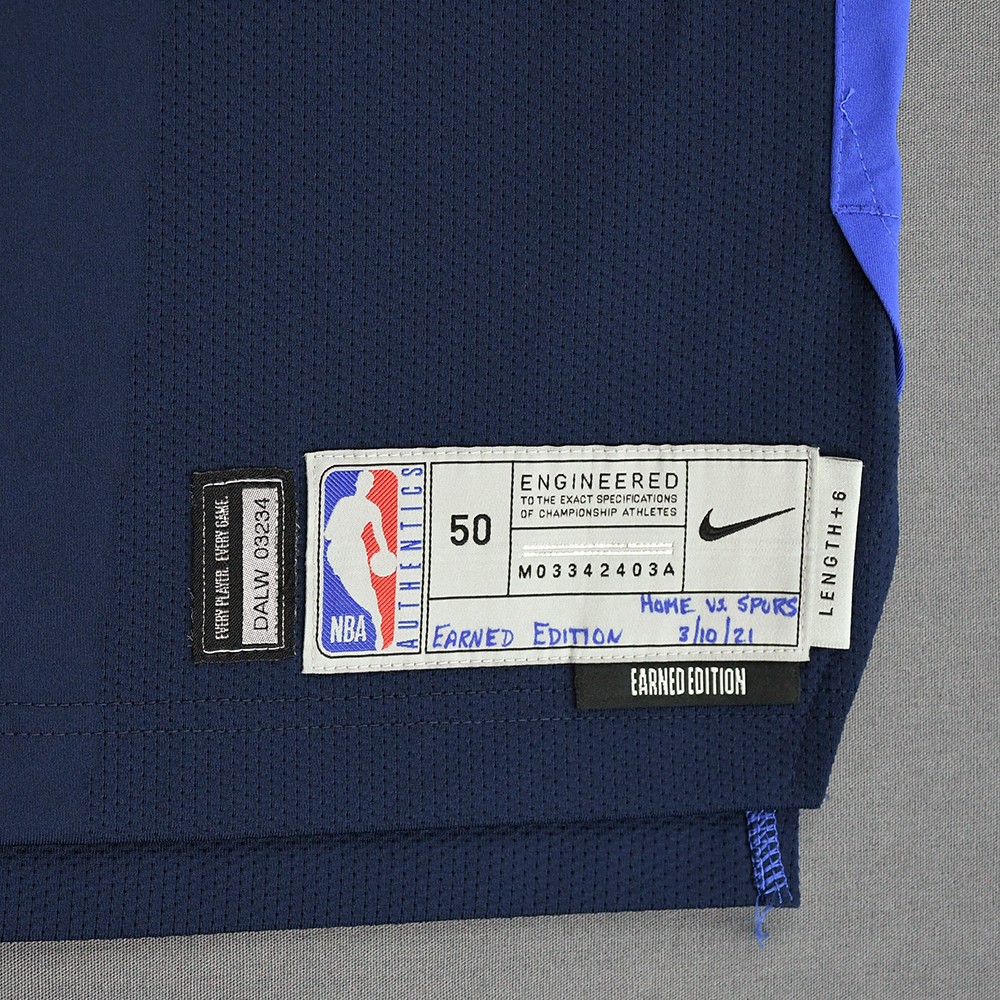 EVERY PLAYER. EVERY GAME.
DALW 03234
NBA
AUTHENTICS
50
ENGINEERED
TO THE EXACT SPECIFICATIONS
OF CHAMPIONSHIP ATHLETES
M03342403A
LENGTH+6
HOME VS. SPURS
EARNED EDITION 3/10/21
EARNED EDITION